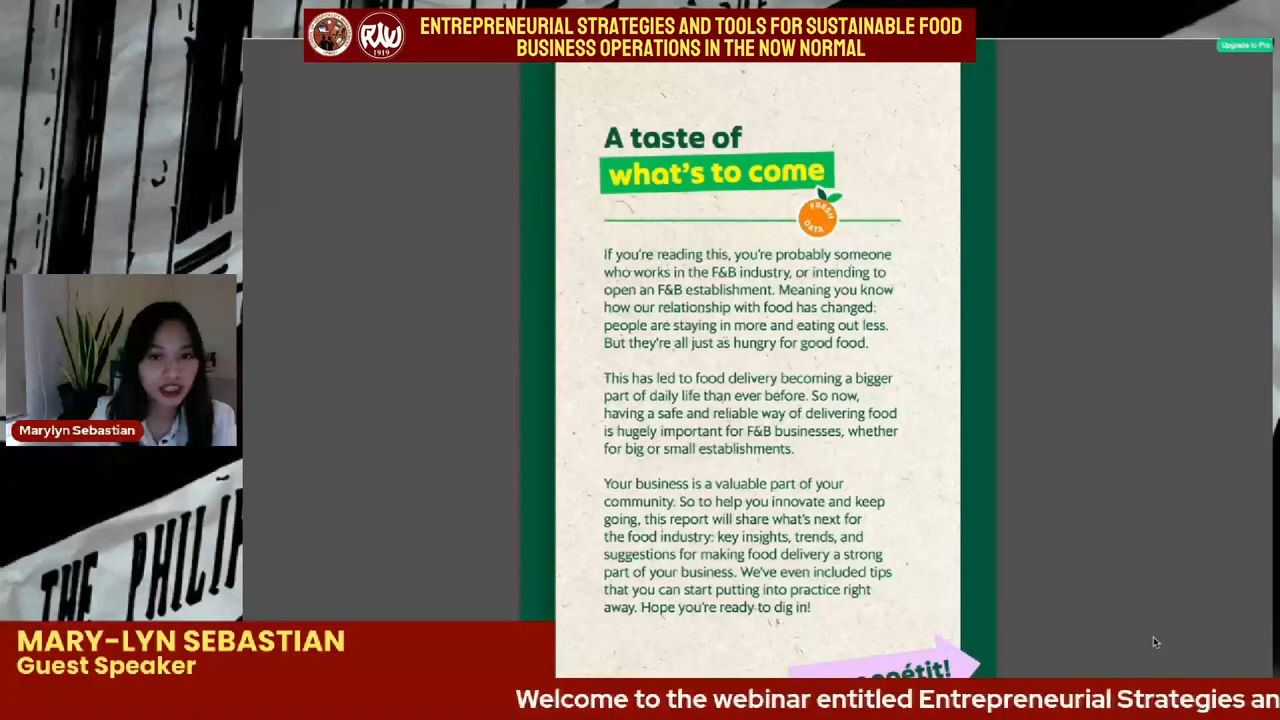 ENTREPRENEURIAL STRATEGIES AND TOOLS FOR SUSTAINABLE FOOD
BUSINESS OPERATIONS IN THE NOW NORMAL
1919
Upgrade to Pro
A taste of
what's to come
FRESH
DATA
If you're reading this, you're probably someone
who works in the F&B industry, or intending to
open an F&B establishment. Meaning you know
how our relationship with food has changed:
people are staying in more and eating out less.
But they're all just as hungry for good food.
This has led to food delivery becoming a bigger
part of daily life than ever before. So now,
having a safe and reliable way of delivering food
is hugely important for F&B businesses, whether
for big or small establishments.
Your business is a valuable part of your
community. So to help you innovate and keep
going, this report will share what's next for
the food industry: key insights, trends, and
suggestions for making food delivery a strong
part of your business. We've even included tips
that you can start putting into practice right
away. Hope you're ready to dig in!
Marylyn Sebastian
THE PHILI
MARY-LYN SEBASTIAN
Guest Speaker
Welcome to the webinar entitled Entrepreneurial Strategies an